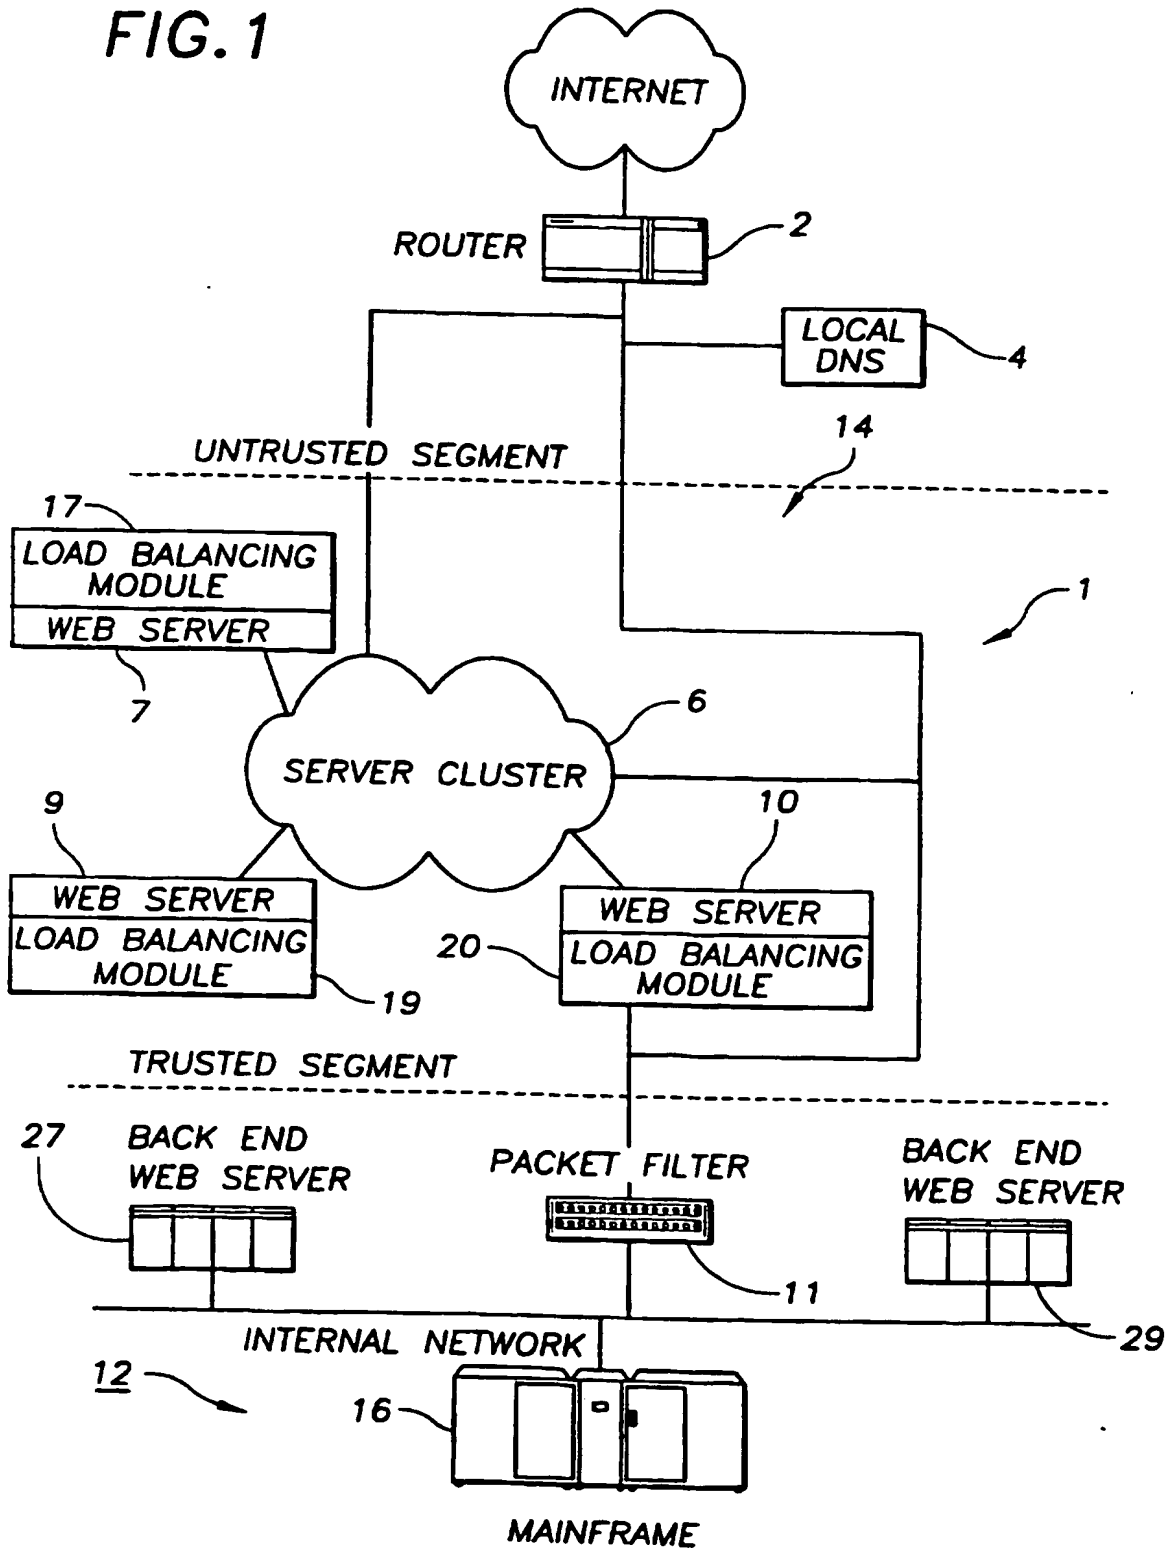 FIG. 1
INTERNET
ROUTER
2
LOCAL
DNS
4
14
UNTRUSTED SEGMENT
17
LOAD BALANCING
MODULE
WEB SERVER
7
1
6
SERVER CLUSTER
9
WEB SERVER
LOAD BALANCING
MODULE
19
10
WEB SERVER
20
LOAD BALANCING
MODULE
TRUSTED SEGMENT
27
BACK END
WEB SERVER
PACKET FILTER
11
BACK END
WEB SERVER
29
INTERNAL NETWORK
12
16
MAINFRAME